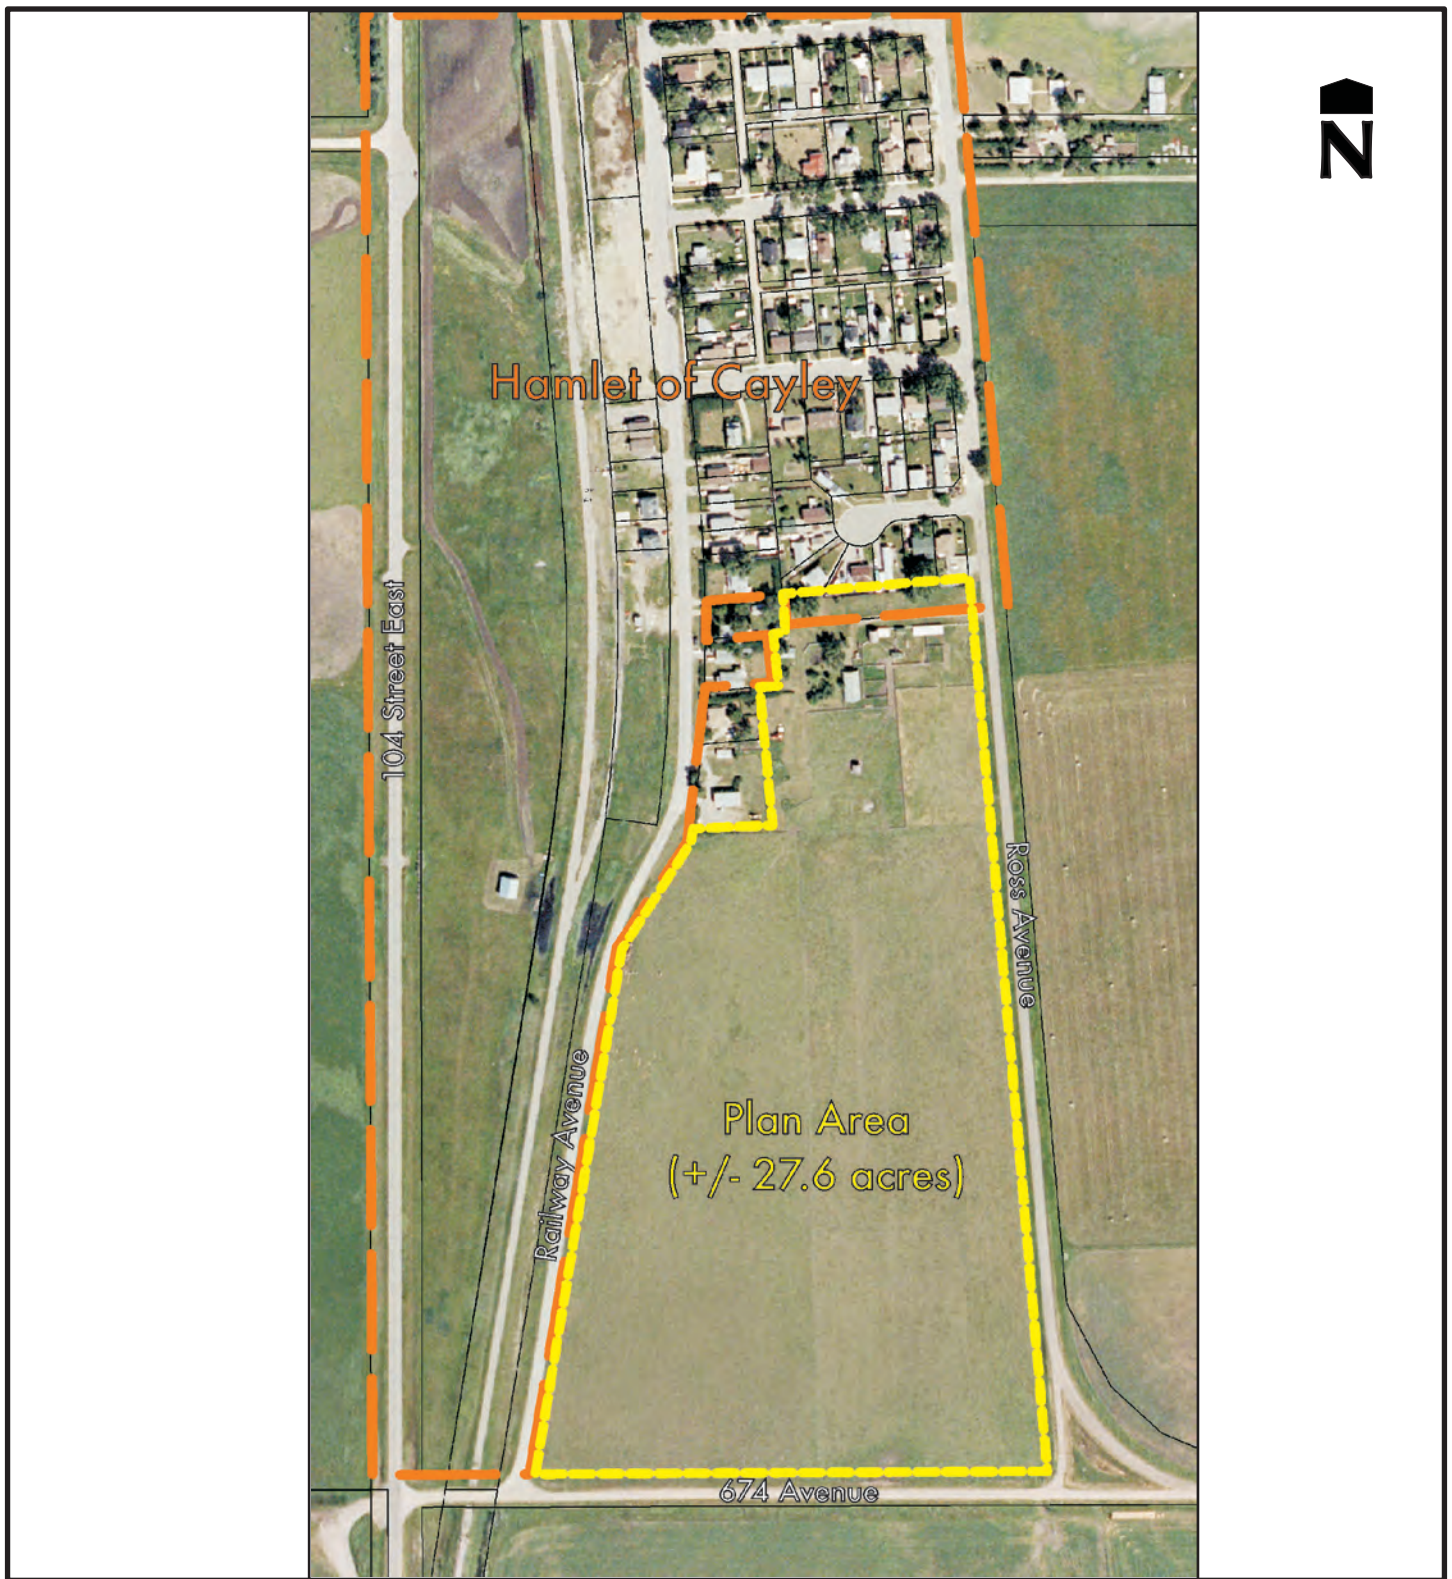 N
Hamlet of Cayley
104 Street East
Ross Avenue
Railway Avenue
Plan Area
(+/- 27.6 acres)
674 Avenue